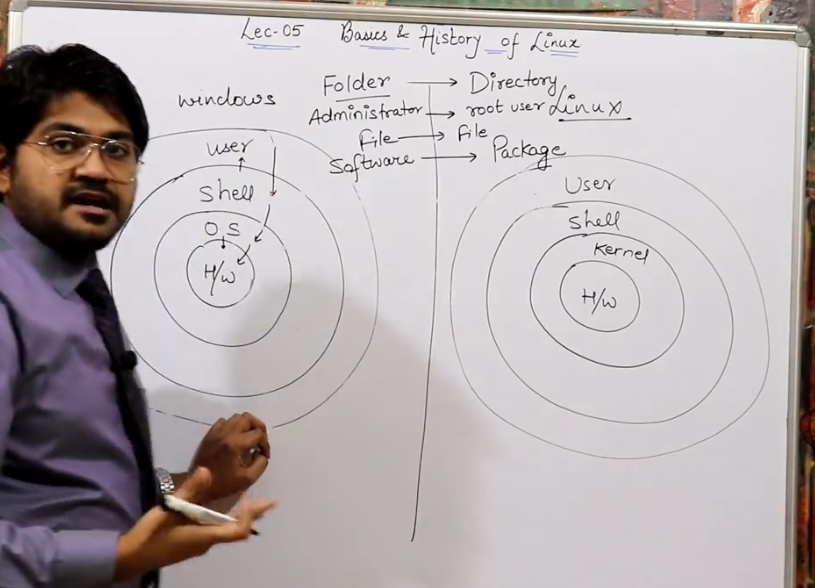 Lec-05 Basics & History of Linux
windows
Folder → Directory
Administrator → root user Linux
File → File
Software → Package
user
Shell
O,S
H/w
User
Shell
Kernel
H/w